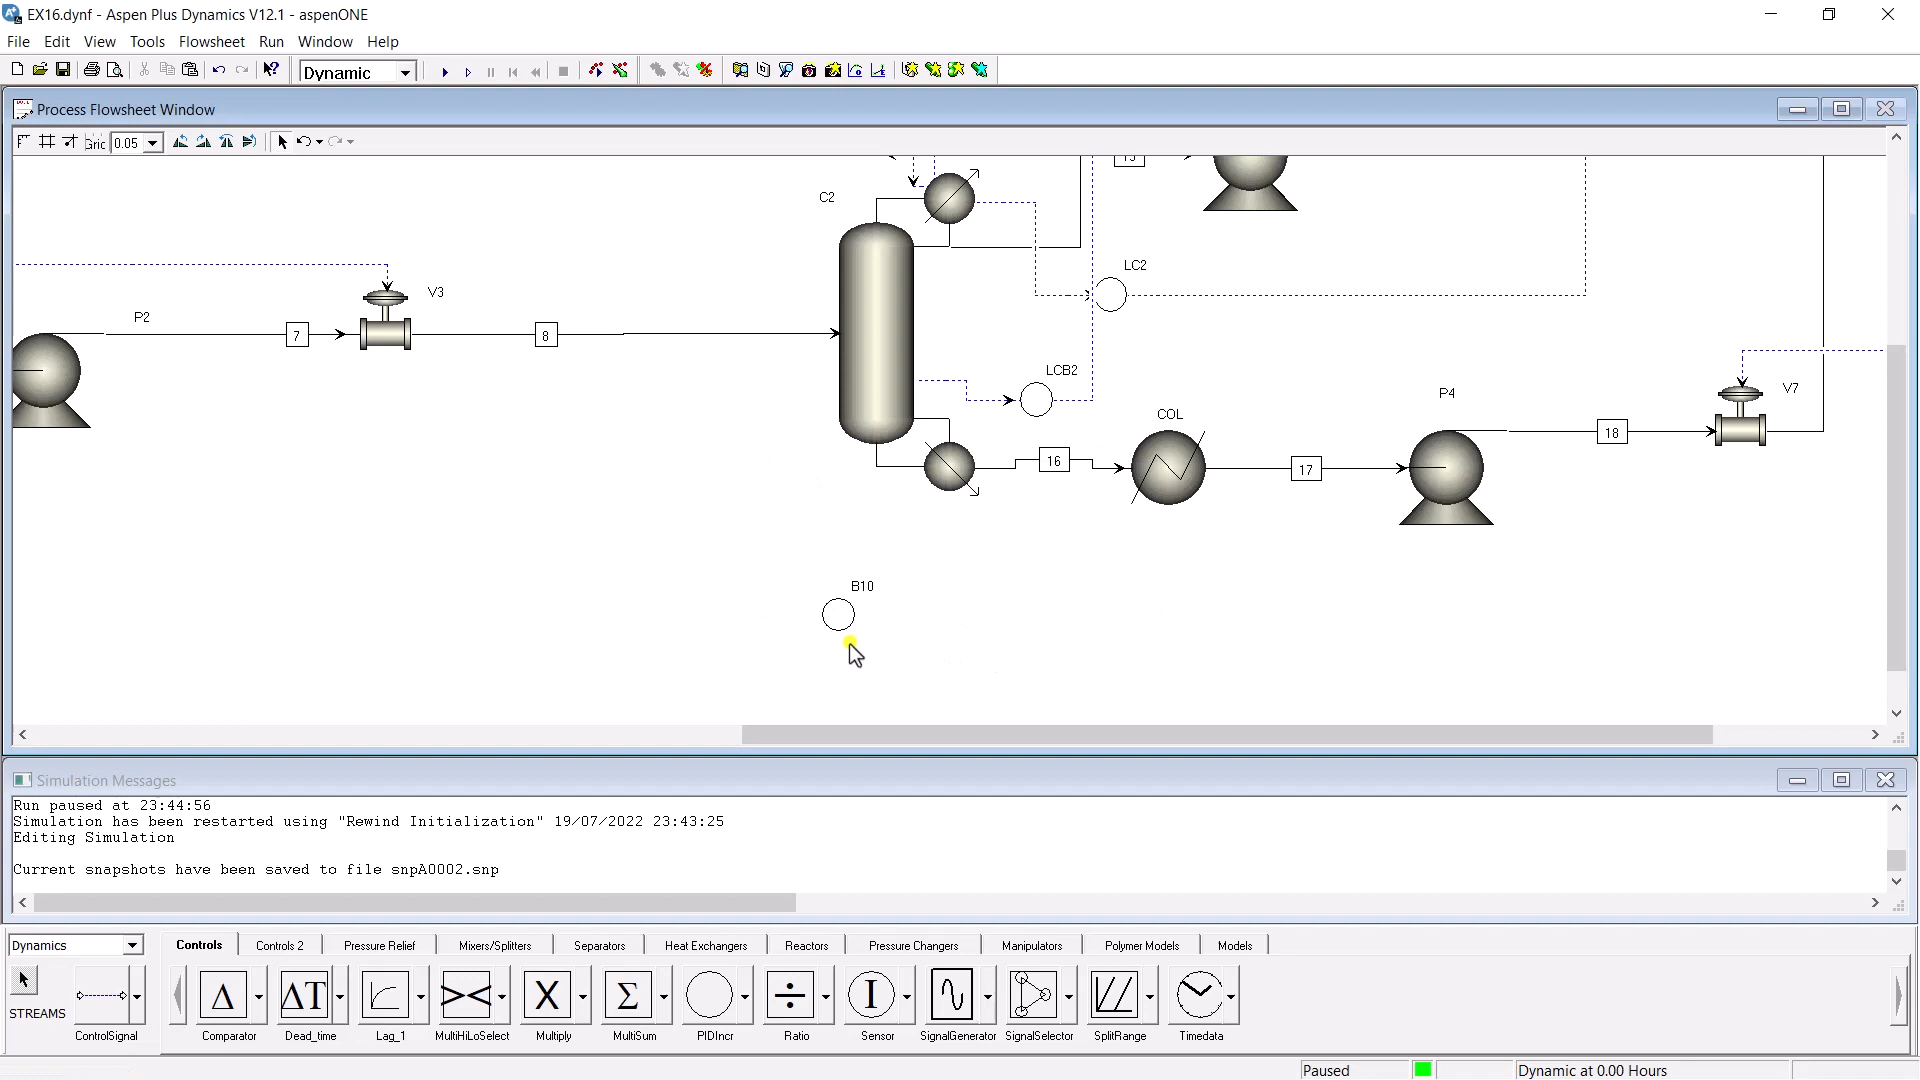 EX16.dynf - Aspen Plus Dynamics V12.1 - aspenONE
File Edit View Tools Flowsheet Run Window Help
Dynamic
Process Flowsheet Window
Gric 0.05
C2
LC2
V3
P2
7
8
LCB2
P4
V7
COL
16
17
18
B10
Simulation Messages
Run paused at 23:44:56
Simulation has been restarted using "Rewind Initialization" 19/07/2022 23:43:25
Editing Simulation
Current snapshots have been saved to file snpA0002.snp
Dynamics
Controls Controls 2 Pressure Relief Mixers/Splitters Separators Heat Exchangers Reactors Pressure Changers Manipulators Polymer Models Models
Δ ΔT X Σ ÷ I
STREAMS
ControlSignal Comparator Dead_time Lag_1 MultiHiLoSelect Multiply MultiSum PIDIncr Ratio Sensor SignalGenerator SignalSelector SplitRange Timedata
Paused Dynamic at 0.00 Hours